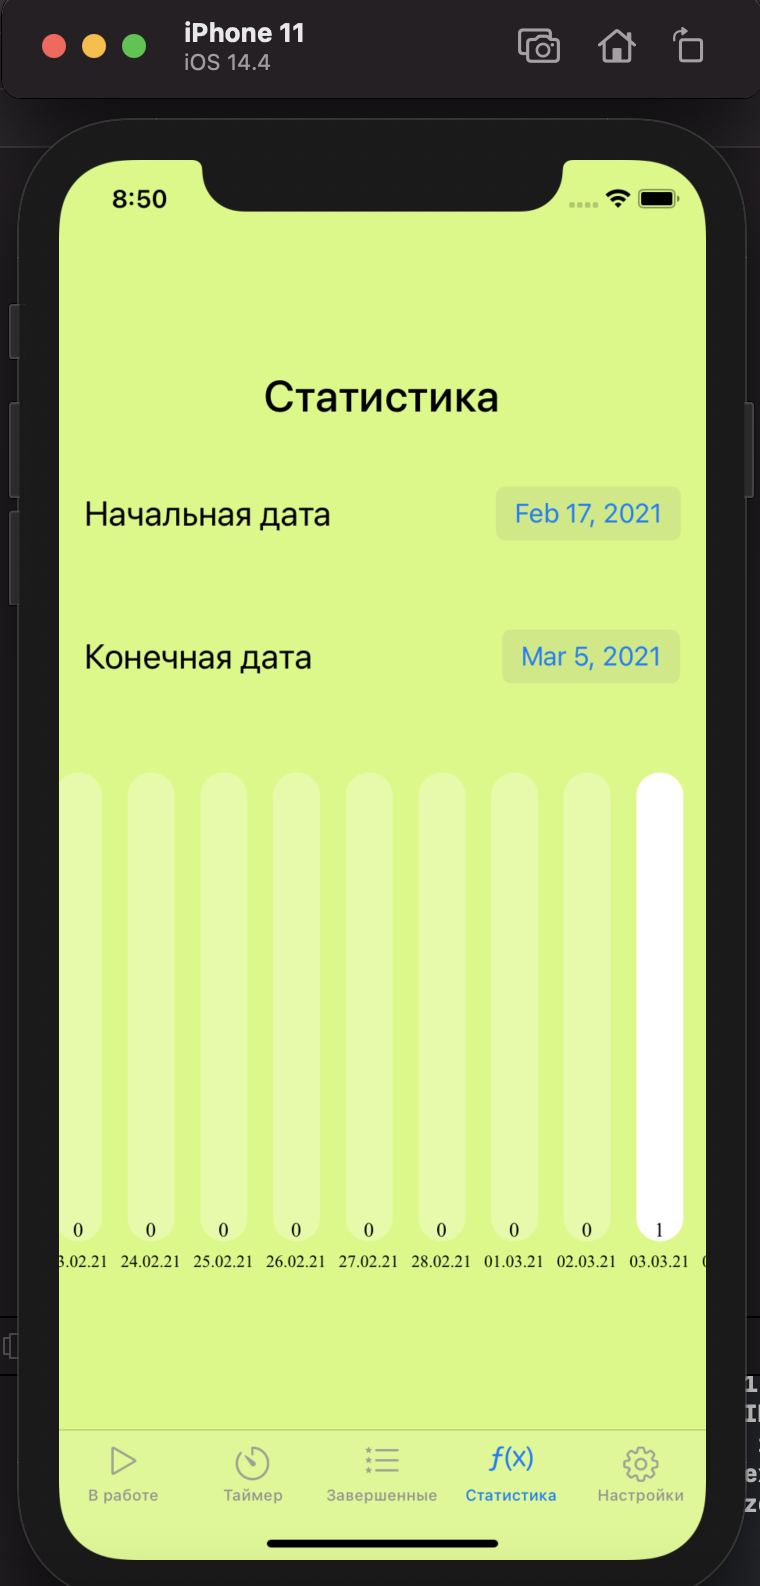 iPhone 11
iOS 14.4
8:50
Статистика
Начальная дата Feb 17, 2021
Конечная дата Mar 5, 2021
0 0 0 0 0 0 0 0 1
3.02.21 24.02.21 25.02.21 26.02.21 27.02.21 28.02.21 01.03.21 02.03.21 03.03.21
f(x)
В работе Таймер Завершенные Статистика Настройки